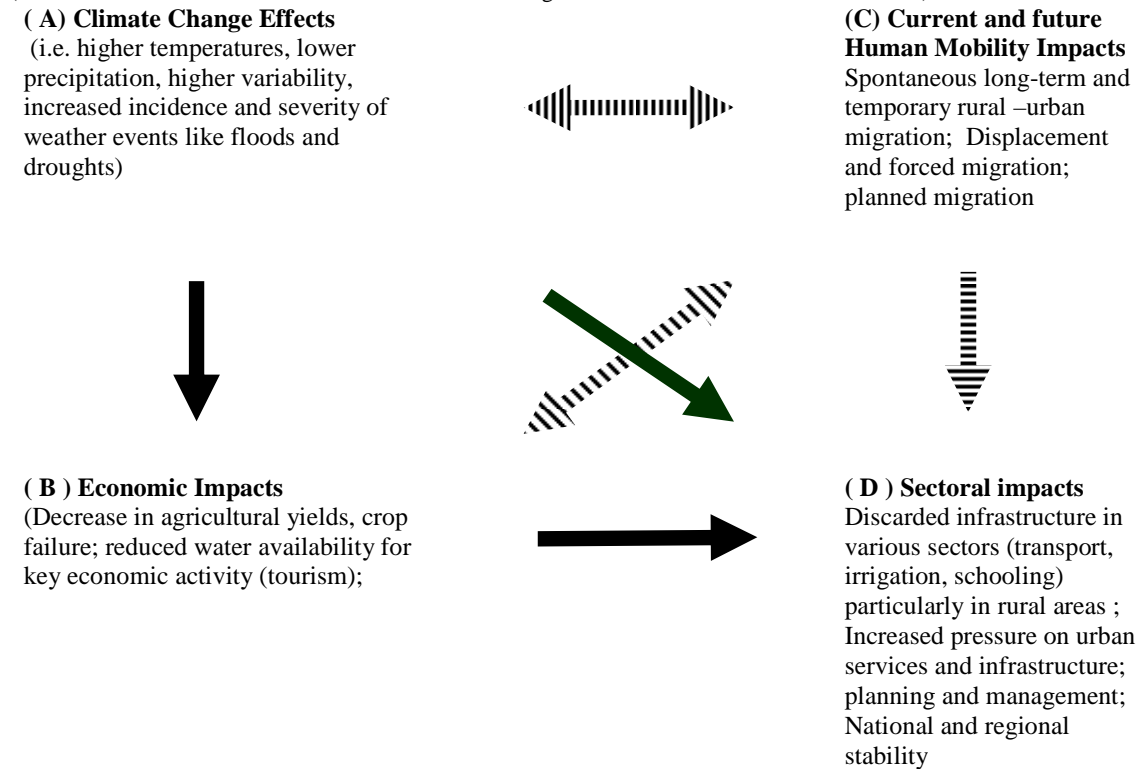 ( A) Climate Change Effects
(i.e. higher temperatures, lower
precipitation, higher variability,
increased incidence and severity of
weather events like floods and
droughts)
(C) Current and future
Human Mobility Impacts
Spontaneous long-term and
temporary rural –urban
migration; Displacement
and forced migration;
planned migration
( B ) Economic Impacts
(Decrease in agricultural yields, crop
failure; reduced water availability for
key economic activity (tourism);
( D ) Sectoral impacts
Discarded infrastructure in
various sectors (transport,
irrigation, schooling)
particularly in rural areas ;
Increased pressure on urban
services and infrastructure;
planning and management;
National and regional
stability